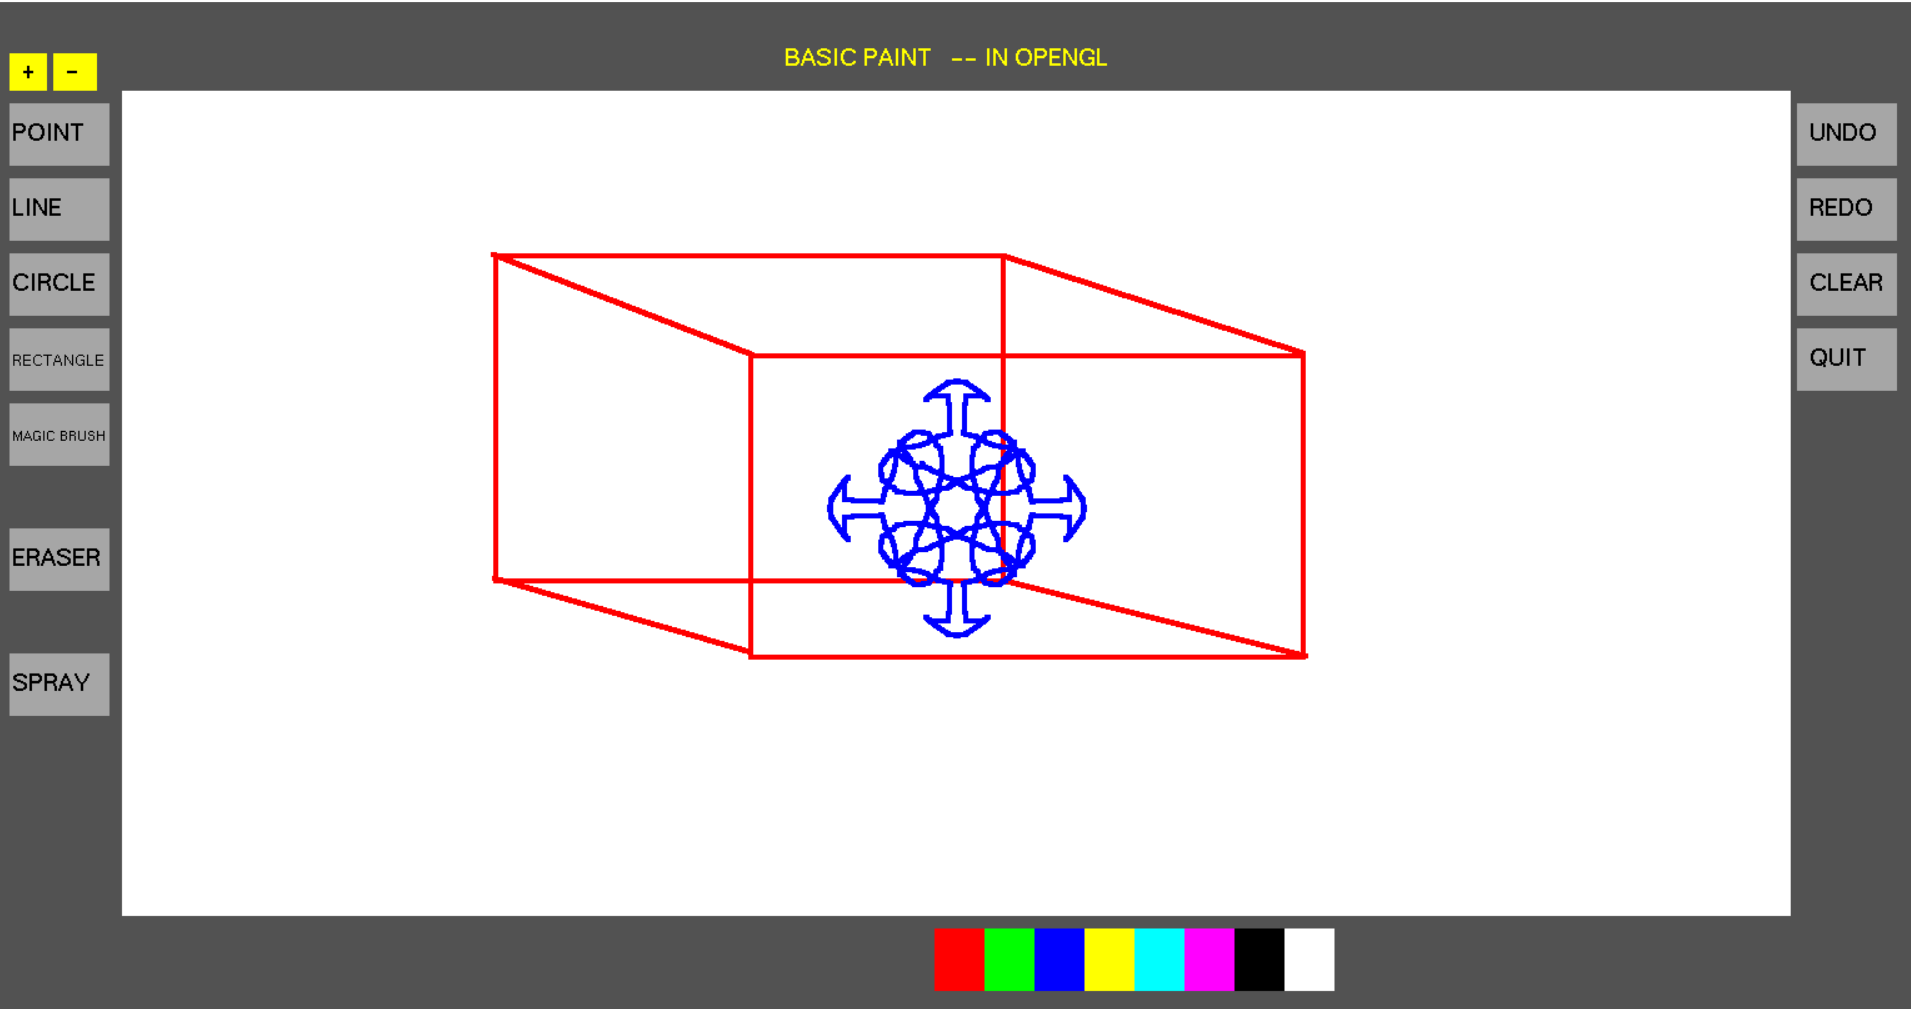 BASIC PAINT -- IN OPENGL
+ -
POINT
LINE
CIRCLE
RECTANGLE
MAGIC BRUSH
ERASER
SPRAY
UNDO
REDO
CLEAR
QUIT